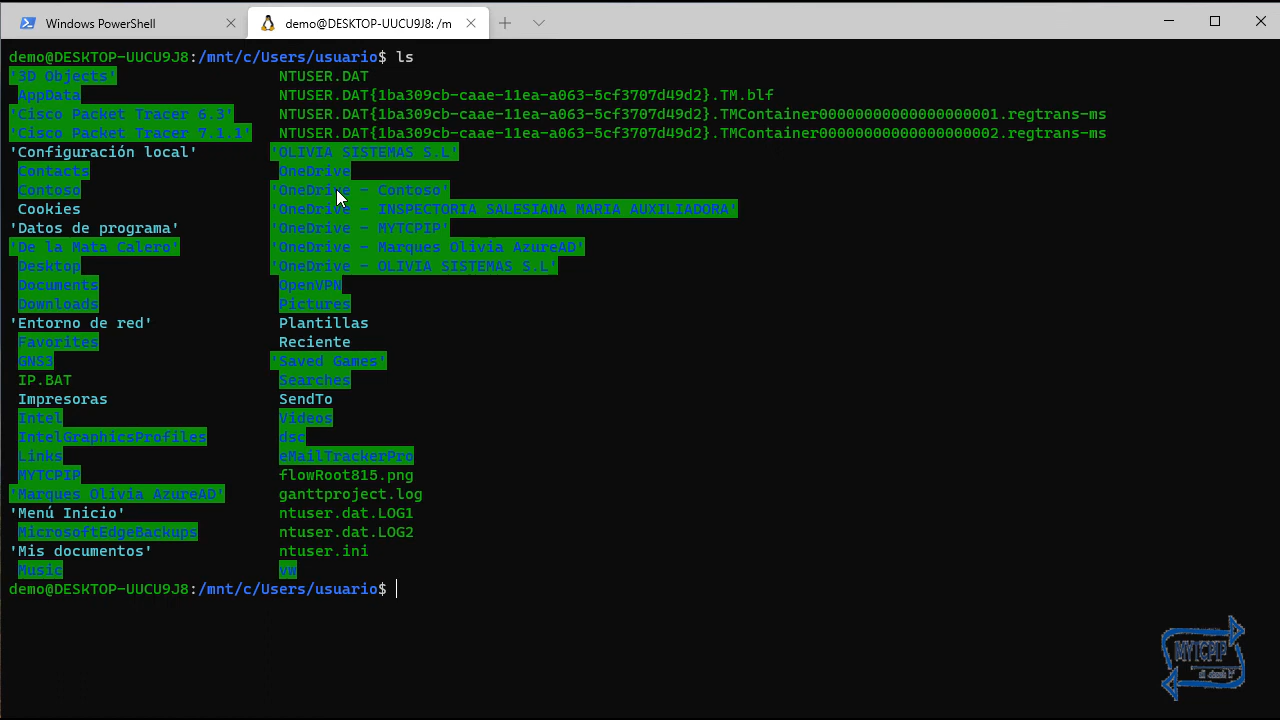 Windows PowerShell
demo@DESKTOP-UUCU9J8: /m
demo@DESKTOP-UUCU9J8:/mnt/c/Users/usuario$ ls
'3D Objects' NTUSER.DAT
AppData NTUSER.DAT{1ba309cb-caae-11ea-a063-5cf3707d49d2}.TM.blf
'Cisco Packet Tracer 6.3' NTUSER.DAT{1ba309cb-caae-11ea-a063-5cf3707d49d2}.TMContainer00000000000000000001.regtrans-ms
'Cisco Packet Tracer 7.1.1' NTUSER.DAT{1ba309cb-caae-11ea-a063-5cf3707d49d2}.TMContainer00000000000000000002.regtrans-ms
'Configuración local' 'OLIVIA SISTEMAS S.L'
Contacts OneDrive
Contoso 'OneDrive - Contoso'
Cookies 'OneDrive - INSPECTORIA SALESIANA MARIA AUXILIADORA'
'Datos de programa' 'OneDrive - MYTCPIP'
'De la Mata Calero' 'OneDrive - Marques Olivia AzureAD'
Desktop 'OneDrive - OLIVIA SISTEMAS S.L'
Documents OpenVPN
Downloads Pictures
'Entorno de red' Plantillas
Favorites Reciente
GNS3 'Saved Games'
IP.BAT Searches
Impresoras SendTo
Intel Videos
IntelGraphicsProfiles dsc
Links eMailTrackerPro
MYTCPIP flowRoot815.png
'Marques Olivia AzureAD' ganttproject.log
'Menú Inicio' ntuser.dat.LOG1
MicrosoftEdgeBackups ntuser.dat.LOG2
'Mis documentos' ntuser.ini
Music vw
demo@DESKTOP-UUCU9J8:/mnt/c/Users/usuario$
MYTCPIP